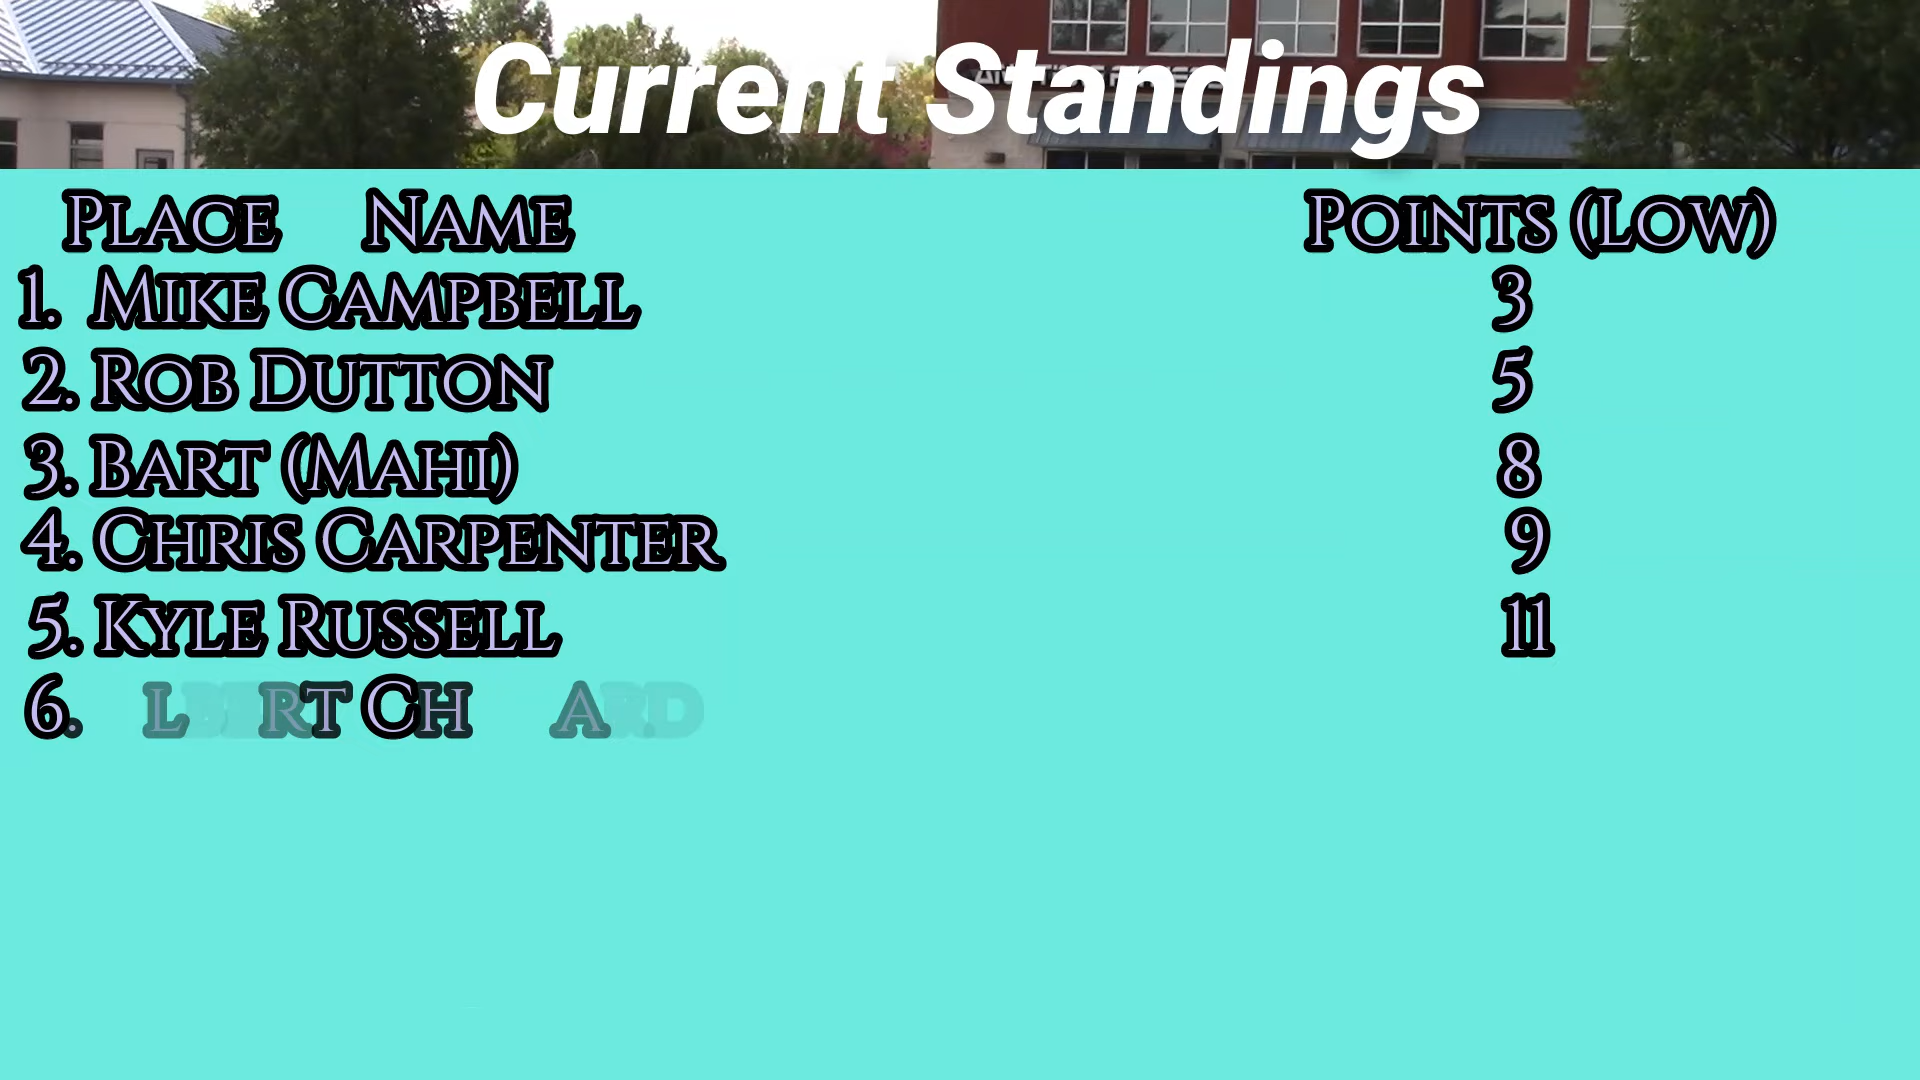 Current Standings
Place Name Points (Low)
1. Mike Campbell 3
2. Rob Dutton 5
3. Bart (Mahi) 8
4. Chris Carpenter 9
5. Kyle Russell 11
6.